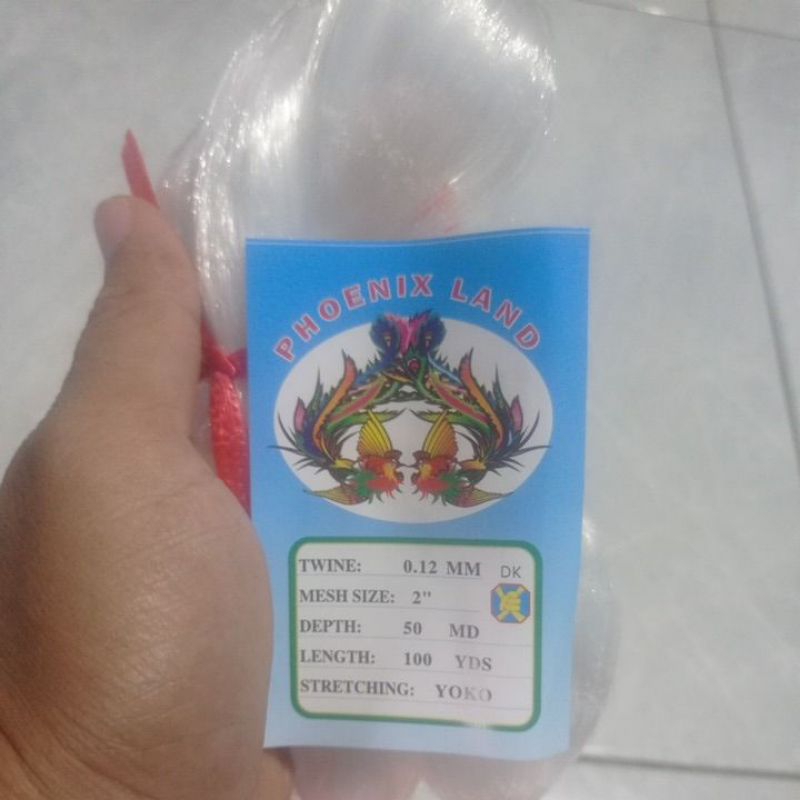 PHOENIX LAND
TWINE: 0.12 MM DK
MESH SIZE: 2"
DEPTH: 50 MD
LENGTH: 100 YDS
STRETCHING: YOKO